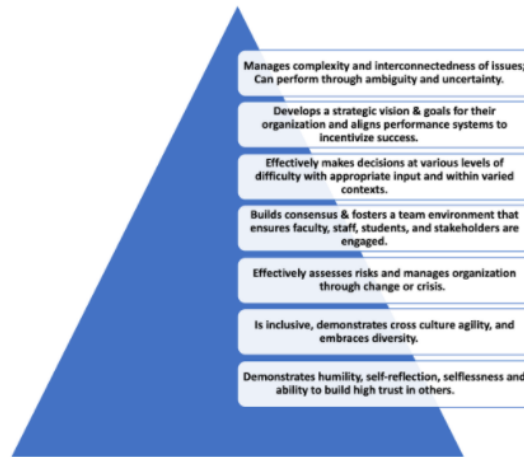 Manages complexity and interconnectedness of issues;
Can perform through ambiguity and uncertainty.
Develops a strategic vision & goals for their
organization and aligns performance systems to
incentivize success.
Effectively makes decisions at various levels of
difficulty with appropriate input and within varied
contexts.
Builds consensus & fosters a team environment that
ensures faculty, staff, students, and stakeholders are
engaged.
Effectively assesses risks and manages organization
through change or crisis.
Is inclusive, demonstrates cross culture agility, and
embraces diversity.
Demonstrates humility, self-reflection, selflessness and
ability to build high trust in others.